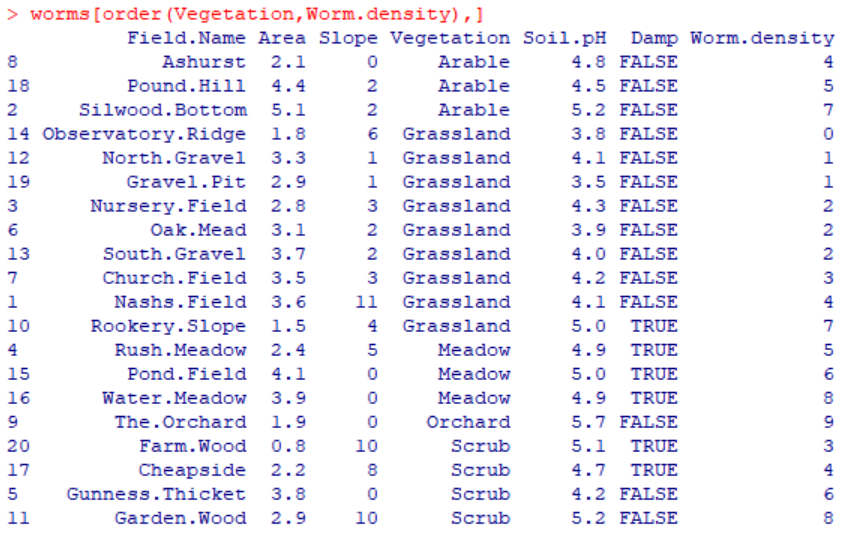 > worms[order(Vegetation,Worm.density),]
Field.Name Area Slope Vegetation Soil.pH Damp Worm.density
8 Ashurst 2.1 0 Arable 4.8 FALSE 4
18 Pound.Hill 4.4 2 Arable 4.5 FALSE 5
2 Silwood.Bottom 5.1 2 Arable 5.2 FALSE 7
14 Observatory.Ridge 1.8 6 Grassland 3.8 FALSE 0
12 North.Gravel 3.3 1 Grassland 4.1 FALSE 1
19 Gravel.Pit 2.9 1 Grassland 3.5 FALSE 1
3 Nursery.Field 2.8 3 Grassland 4.3 FALSE 2
6 Oak.Mead 3.1 2 Grassland 3.9 FALSE 2
13 South.Gravel 3.7 2 Grassland 4.0 FALSE 2
7 Church.Field 3.5 3 Grassland 4.2 FALSE 3
1 Nashs.Field 3.6 11 Grassland 4.1 FALSE 4
10 Rookery.Slope 1.5 4 Grassland 5.0 TRUE 7
4 Rush.Meadow 2.4 5 Meadow 4.9 TRUE 5
15 Pond.Field 4.1 0 Meadow 5.0 TRUE 6
16 Water.Meadow 3.9 0 Meadow 4.9 TRUE 8
9 The.Orchard 1.9 0 Orchard 5.7 FALSE 9
20 Farm.Wood 0.8 10 Scrub 5.1 TRUE 3
17 Cheapside 2.2 8 Scrub 4.7 TRUE 4
5 Gunness.Thicket 3.8 0 Scrub 4.2 FALSE 6
11 Garden.Wood 2.9 10 Scrub 5.2 FALSE 8